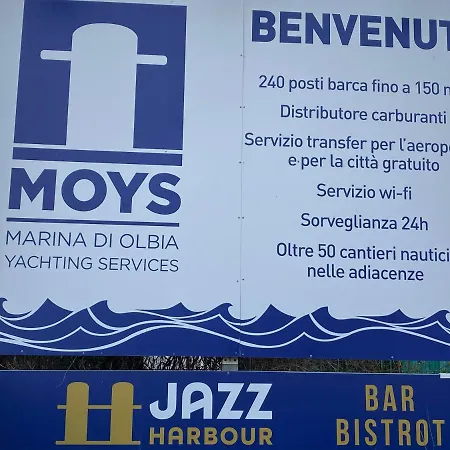 MOYS
MARINA DI OLBIA
YACHTING SERVICES
BENVENUT
240 posti barca fino a 150 m
Distributore carburanti
Servizio transfer per l'aeropo
e per la città gratuito
Servizio wi-fi
Sorveglianza 24h
Oltre 50 cantieri nautici
nelle adiacenze
JAZZ
HARBOUR
BAR
BISTROT